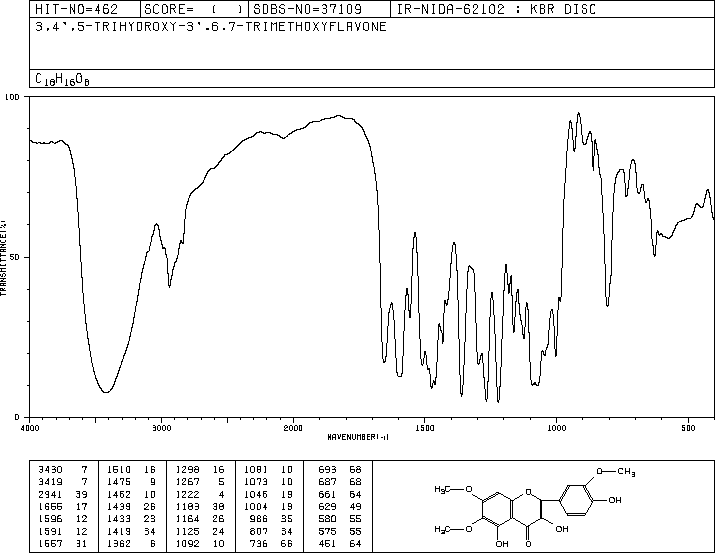 HIT-NO=462 SCORE= ( ) SDBS-NO=37109 IR-NIDA-62102 : KBR DISC
3,4',5-TRIHYDROXY-3',6,7-TRIMETHOXYFLAVONE
C18H16O8
100
50
0
TRANSMITTANCE(%)
4000 3000 2000 1500 1000 500
WAVENUMBER(-1)
3430 7 1510 16 1298 16 1081 10 693 68
3419 7 1475 9 1267 5 1073 10 687 68
2941 39 1462 10 1222 4 1045 19 661 64
1655 17 1439 26 1183 38 1004 19 629 49
1596 12 1433 23 1164 26 986 35 580 55
1591 12 1419 34 1125 24 807 34 575 55
1557 31 1362 6 1092 10 736 66 451 64
O—CH3
H3C—O
O
OH
H3C—O
OH
OH O